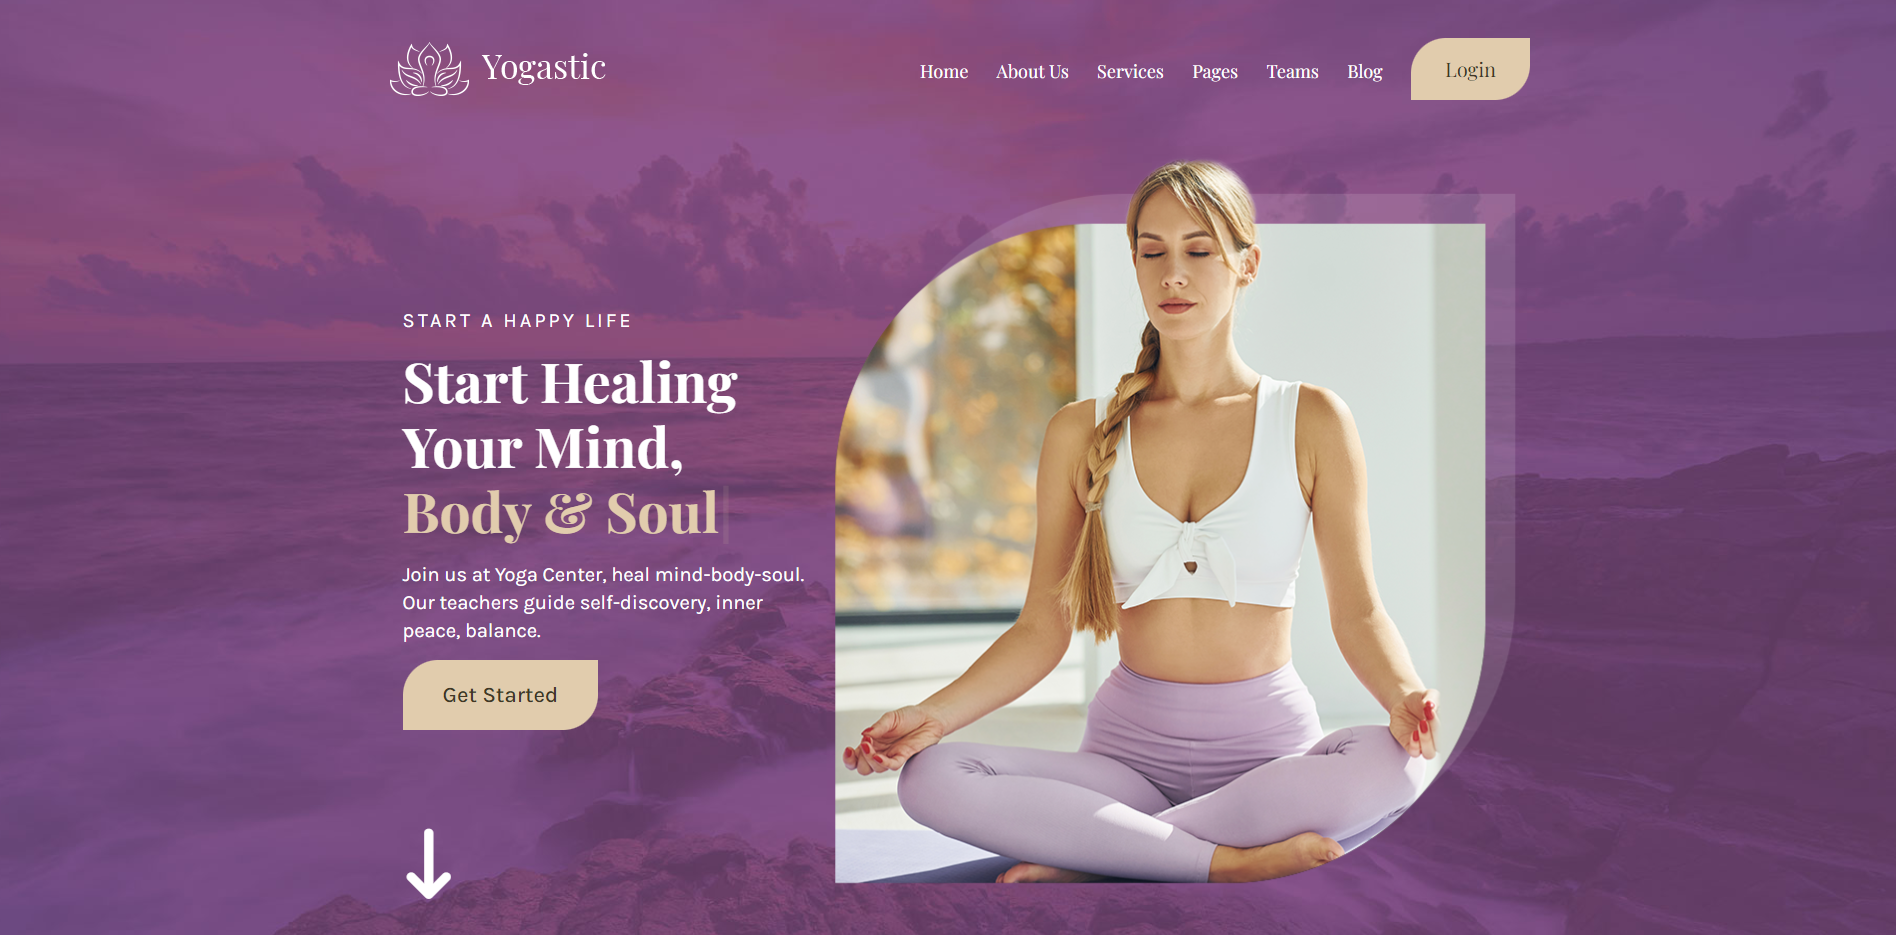 Yogastic
Home About Us Services Pages Teams Blog Login
START A HAPPY LIFE
Start Healing
Your Mind,
Body & Soul
Join us at Yoga Center, heal mind-body-soul.
Our teachers guide self-discovery, inner
peace, balance.
Get Started